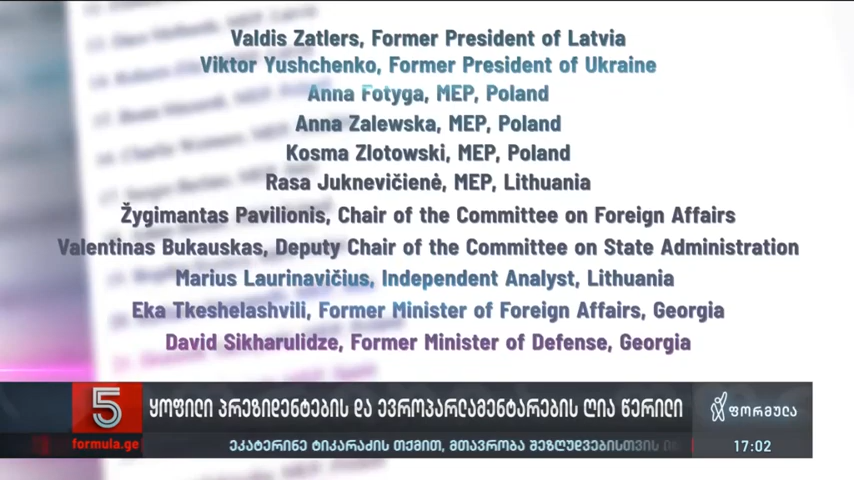 Valdis Zatlers, Former President of Latvia
Viktor Yushchenko, Former President of Ukraine
Anna Fotyga, MEP, Poland
Anna Zalewska, MEP, Poland
Kosma Zlotowski, MEP, Poland
Rasa Juknevičienė, MEP, Lithuania
Žygimantas Pavilionis, Chair of the Committee on Foreign Affairs
Valentinas Bukauskas, Deputy Chair of the Committee on State Administration
Marius Laurinavičius, Independent Analyst, Lithuania
Eka Tkeshelashvili, Former Minister of Foreign Affairs, Georgia
David Sikharulidze, Former Minister of Defense, Georgia
5 ყოფილი პრეზიდენტების და ევროპარლამენტარების ღია წერილი ფორმულა
formula.ge ეკატერინე ტიკარაძის თქმით, მთავრობა შეზღუდვებისთვის 17:02